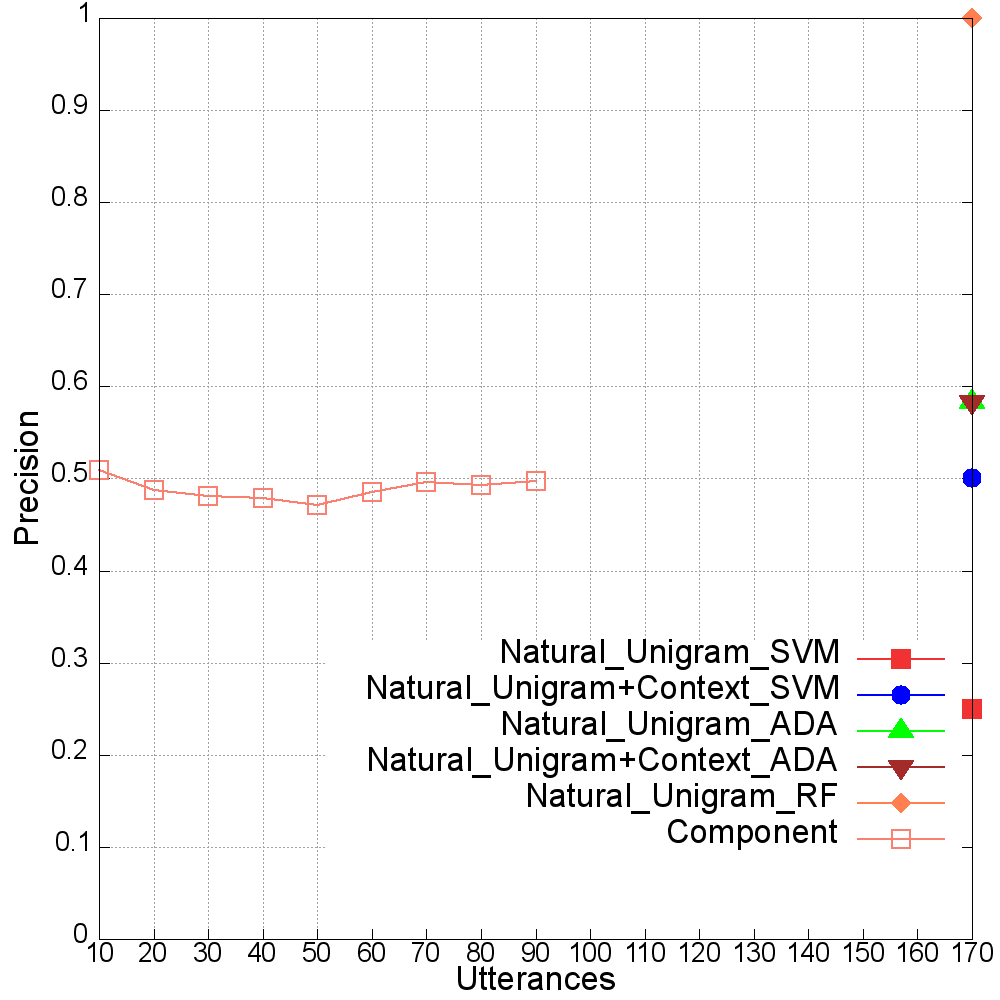 1
0.9
0.8
0.7
0.6
0.5
0.4
0.3
0.2
0.1
0
Precision
Natural_Unigram_SVM
Natural_Unigram+Context_SVM
Natural_Unigram_ADA
Natural_Unigram+Context_ADA
Natural_Unigram_RF
Component
10 20 30 40 50 60 70 80 90 100 110 120 130 140 150 160 170
Utterances